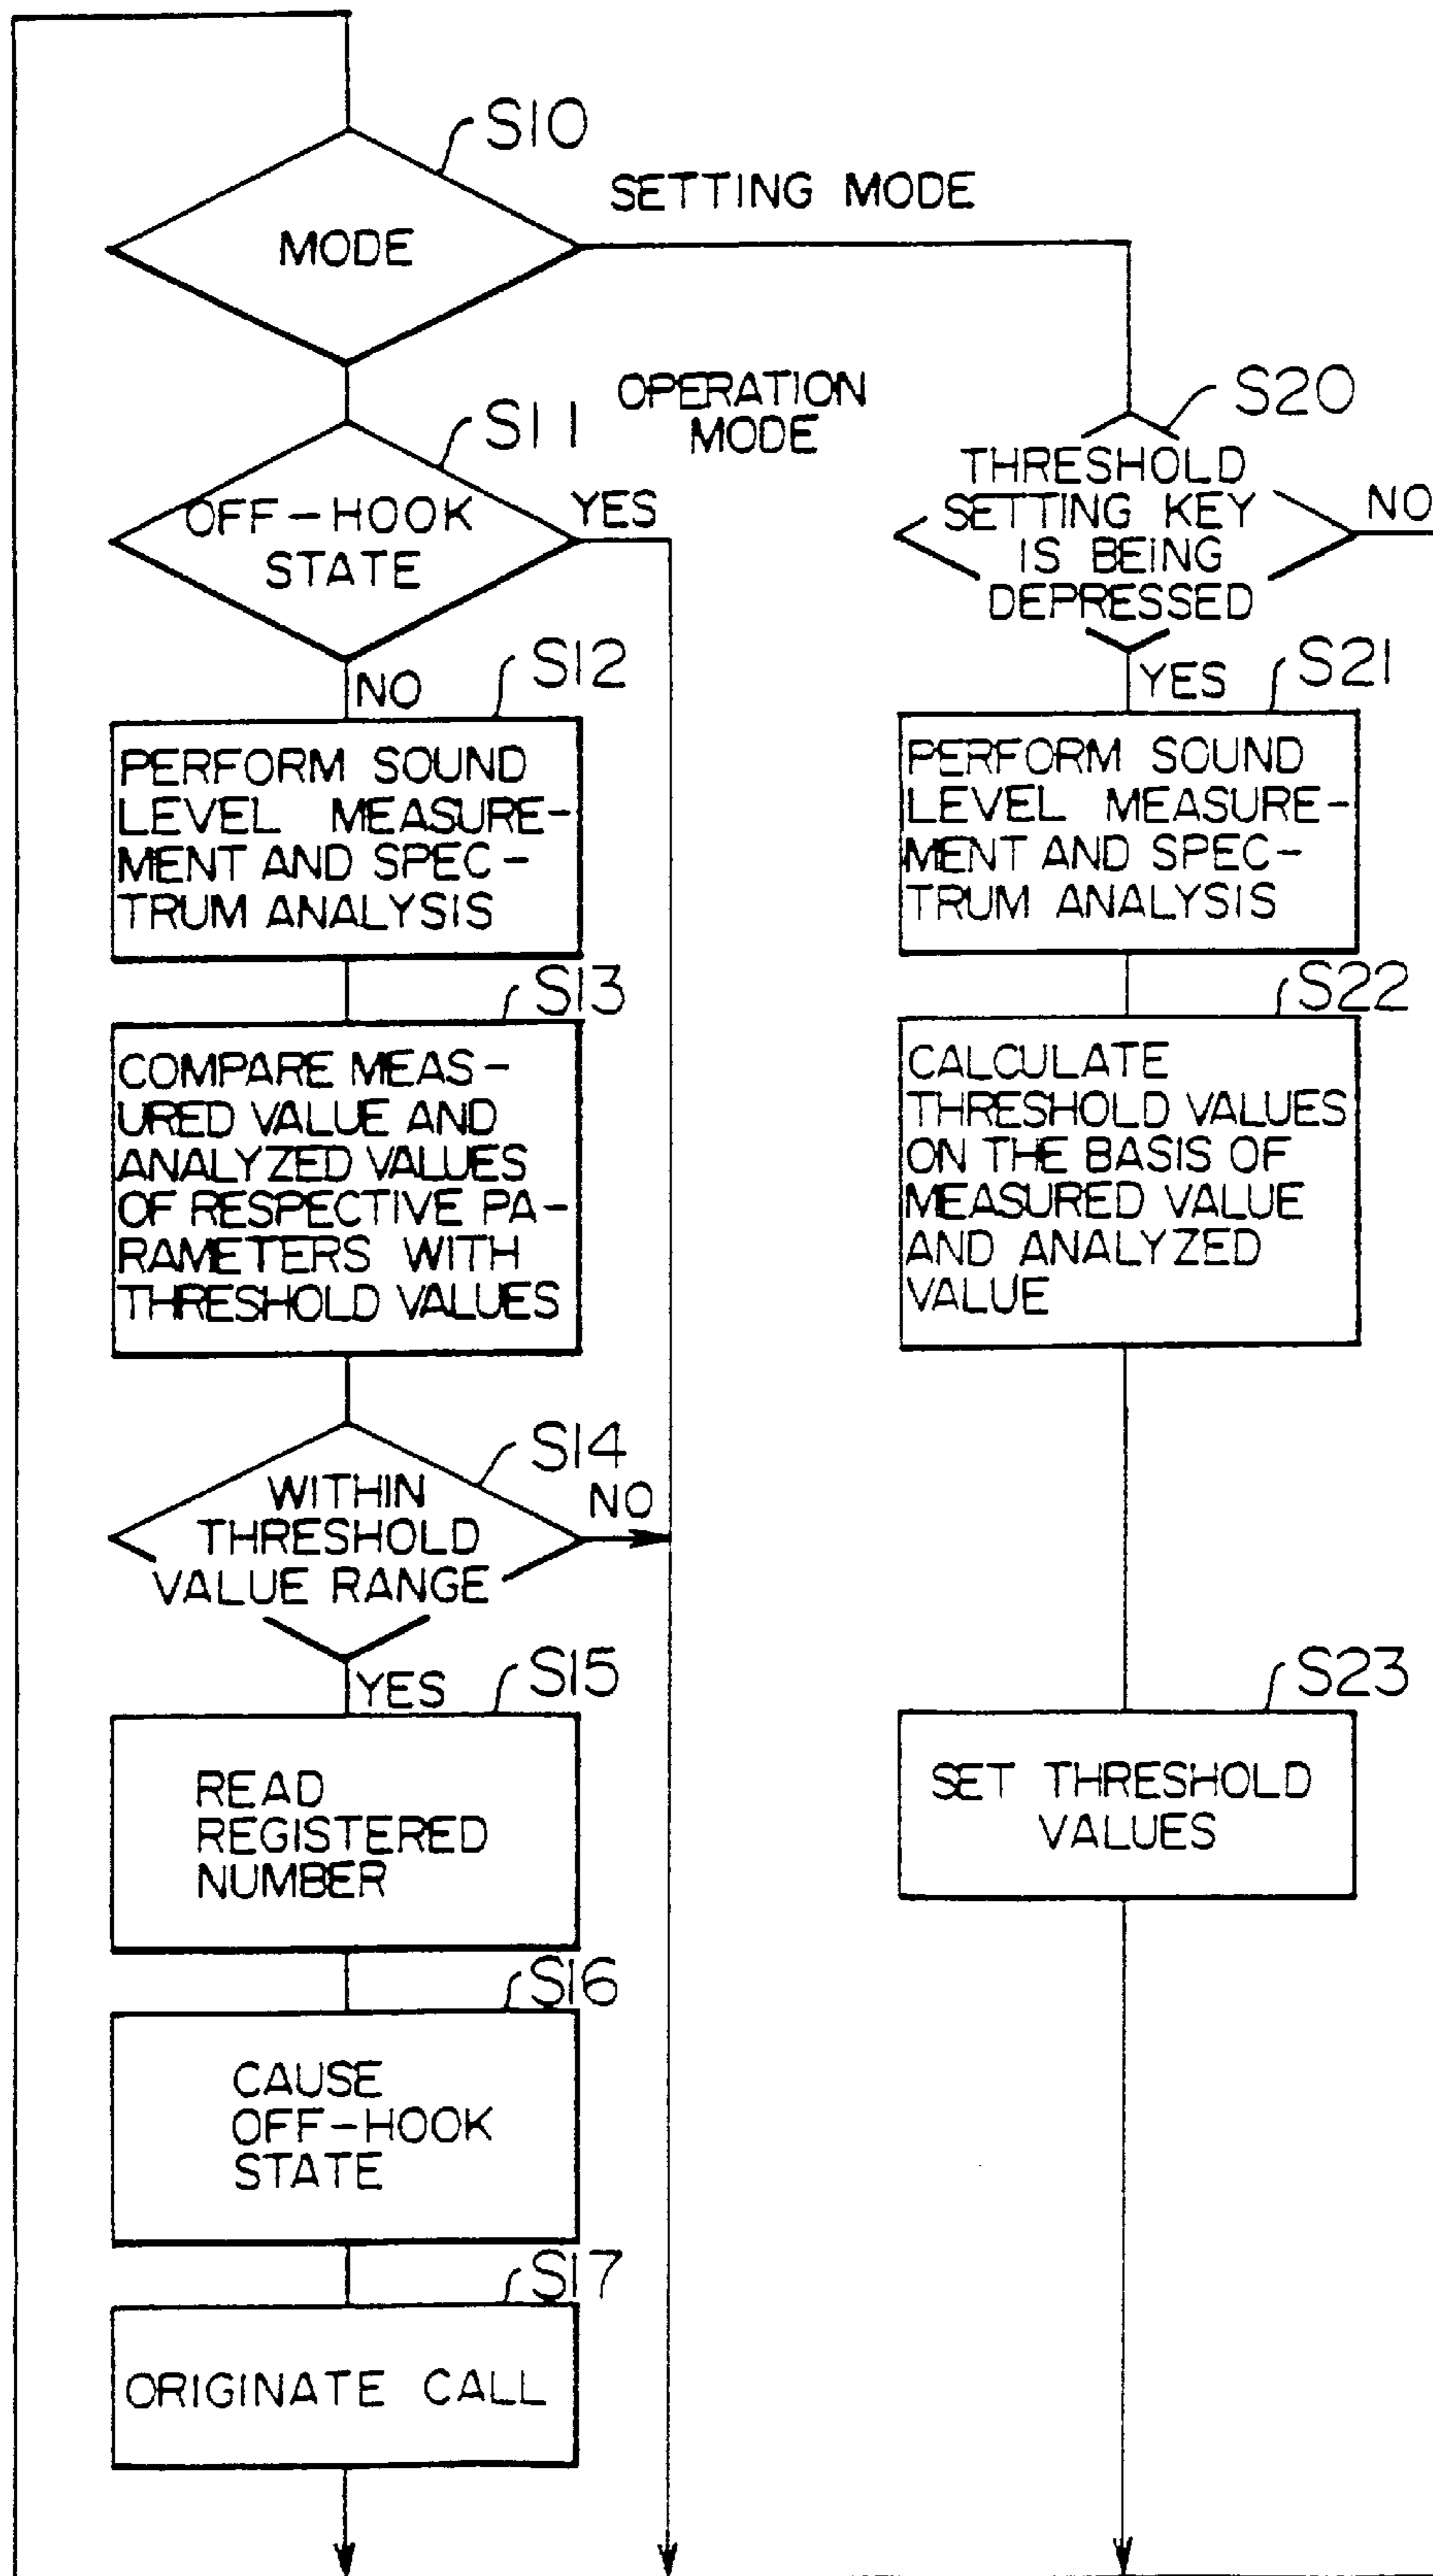 S10
MODE
SETTING MODE
OPERATION
MODE
S11
OFF-HOOK
STATE
YES
NO
S12
PERFORM SOUND
LEVEL MEASURE-
MENT AND SPEC-
TRUM ANALYSIS
S13
COMPARE MEAS-
URED VALUE AND
ANALYZED VALUES
OF RESPECTIVE PA-
RAMETERS WITH
THRESHOLD VALUES
S14
WITHIN
THRESHOLD
VALUE RANGE
NO
YES
S15
READ
REGISTERED
NUMBER
S16
CAUSE
OFF-HOOK
STATE
S17
ORIGINATE CALL
S20
THRESHOLD
SETTING KEY
IS BEING
DEPRESSED
NO
YES
S21
PERFORM SOUND
LEVEL MEASURE-
MENT AND SPEC-
TRUM ANALYSIS
S22
CALCULATE
THRESHOLD VALUES
ON THE BASIS OF
MEASURED VALUE
AND ANALYZED
VALUE
S23
SET THRESHOLD
VALUES